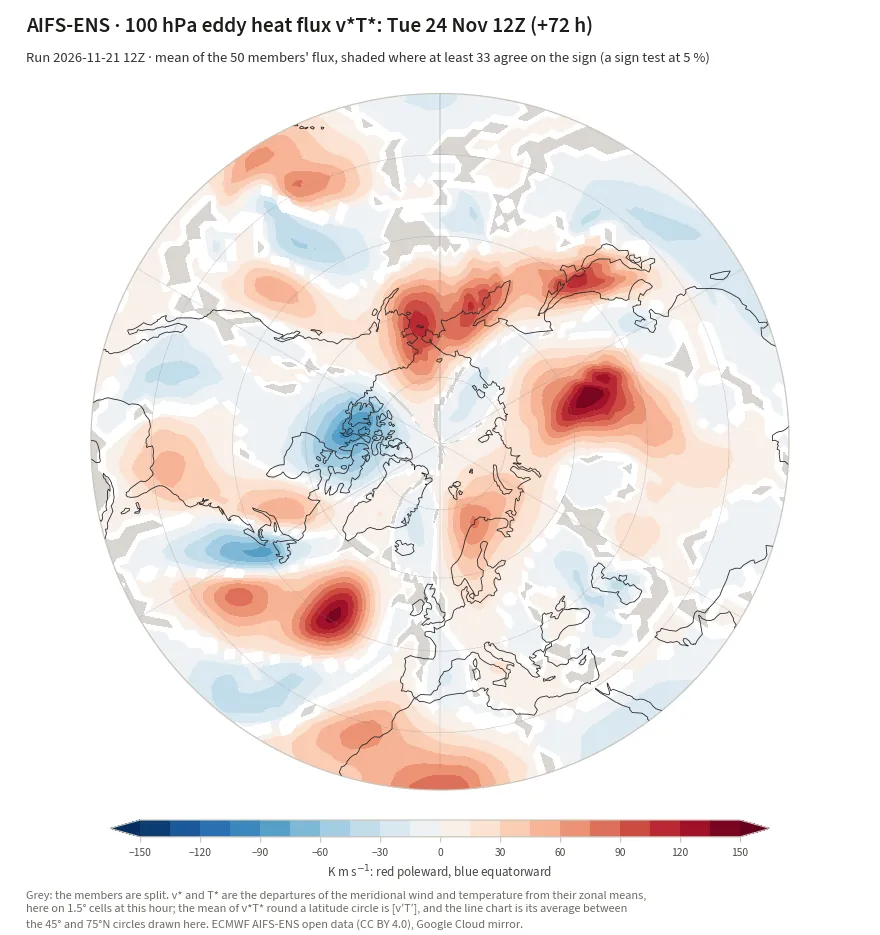 AIFS-ENS · 100 hPa eddy heat flux v*T*: Tue 24 Nov 12Z (+72 h)
Run 2026-11-21 12Z · mean of the 50 members' flux, shaded where at least 33 agree on the sign (a sign test at 5 %)
−150 −120 −90 −60 −30 0 30 60 90 120 150
K m s⁻¹: red poleward, blue equatorward
Grey: the members are split. v* and T* are the departures of the meridional wind and temperature from their zonal means,
here on 1.5° cells at this hour; the mean of v*T* round a latitude circle is [v'T'], and the line chart is its average between
the 45° and 75°N circles drawn here. ECMWF AIFS-ENS open data (CC BY 4.0), Google Cloud mirror.